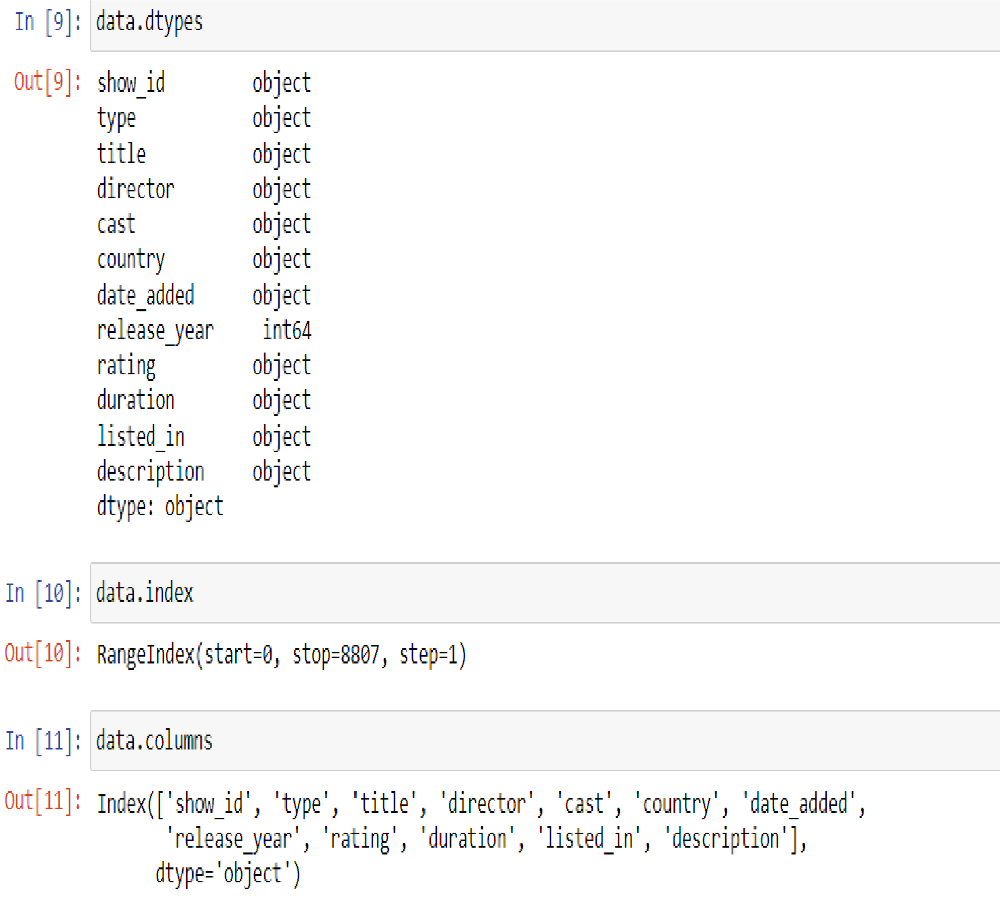 In [9]: data.dtypes
Out[9]: show_id         object
type            object
title           object
director        object
cast            object
country         object
date_added      object
release_year     int64
rating          object
duration        object
listed_in       object
description     object
dtype: object
In [10]: data.index
Out[10]: RangeIndex(start=0, stop=8807, step=1)
In [11]: data.columns
Out[11]: Index(['show_id', 'type', 'title', 'director', 'cast', 'country', 'date_added',
       'release_year', 'rating', 'duration', 'listed_in', 'description'],
      dtype='object')